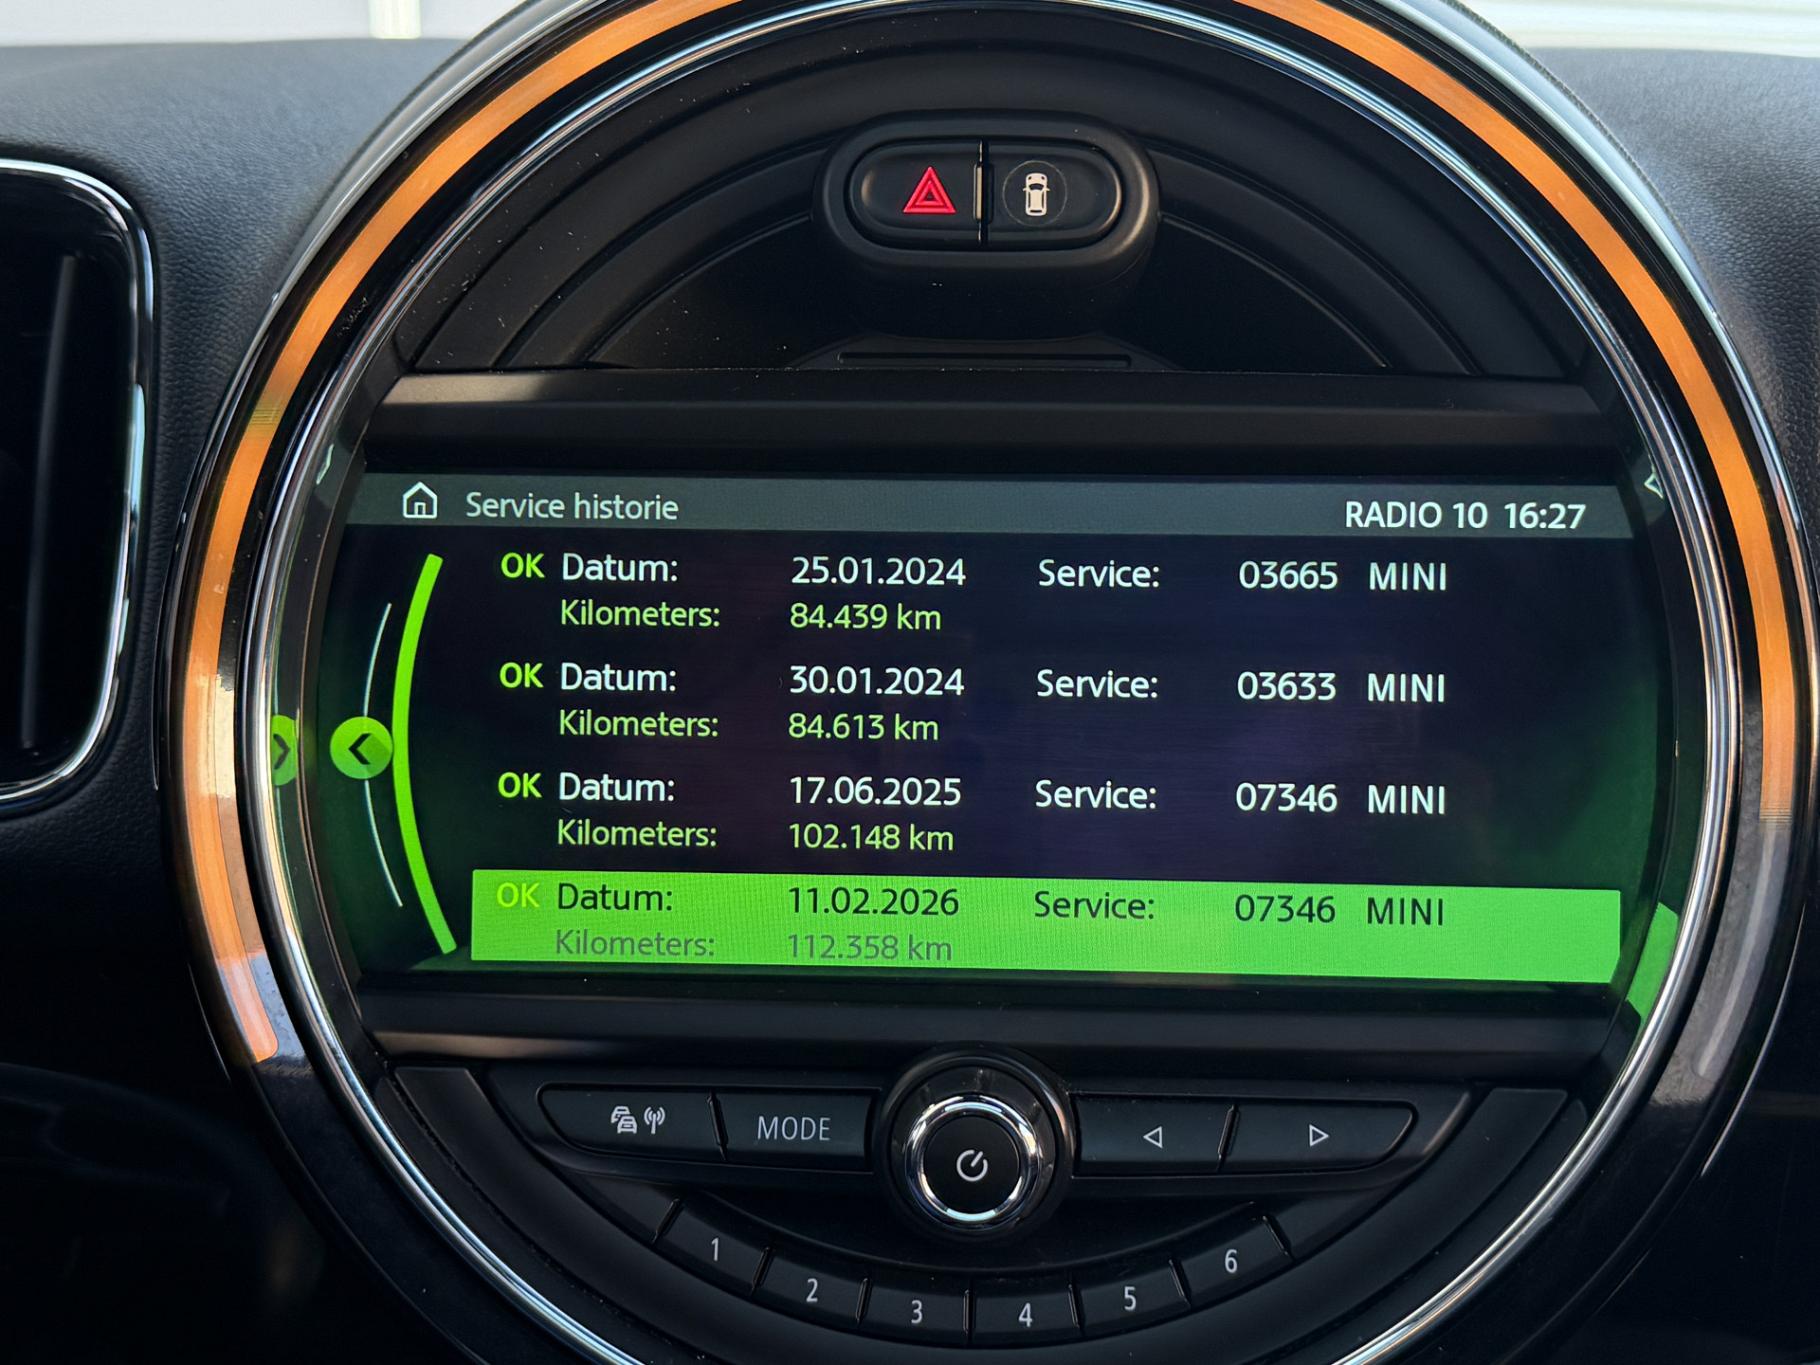 Service historie RADIO 10 16:27
OK Datum: 25.01.2024 Service: 03665 MINI
Kilometers: 84.439 km
OK Datum: 30.01.2024 Service: 03633 MINI
Kilometers: 84.613 km
OK Datum: 17.06.2025 Service: 07346 MINI
Kilometers: 102.148 km
OK Datum: 11.02.2026 Service: 07346 MINI
Kilometers: 112.358 km
MODE
1 2 3 4 5 6